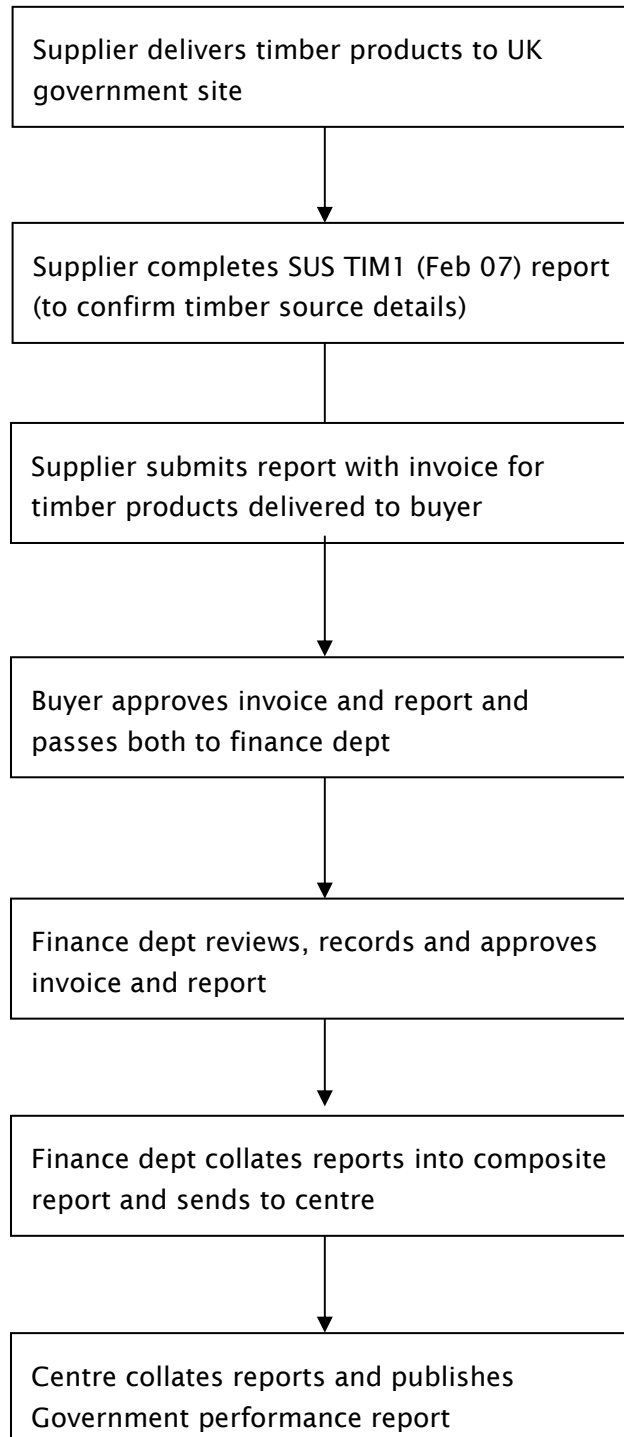 Supplier delivers timber products to UK
government site
Supplier completes SUS TIM1 (Feb 07) report
(to confirm timber source details)
Supplier submits report with invoice for
timber products delivered to buyer
Buyer approves invoice and report and
passes both to finance dept
Finance dept reviews, records and approves
invoice and report
Finance dept collates reports into composite
report and sends to centre
Centre collates reports and publishes
Government performance report